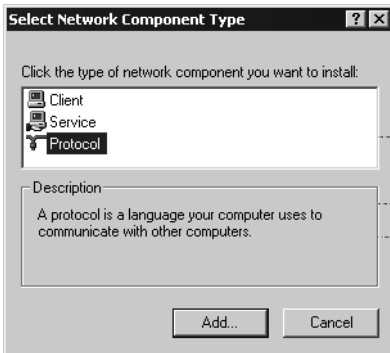 Select Network Component Type
Click the type of network component you want to install:
Client
Service
Protocol
Description
A protocol is a language your computer uses to
communicate with other computers.
Add...
Cancel